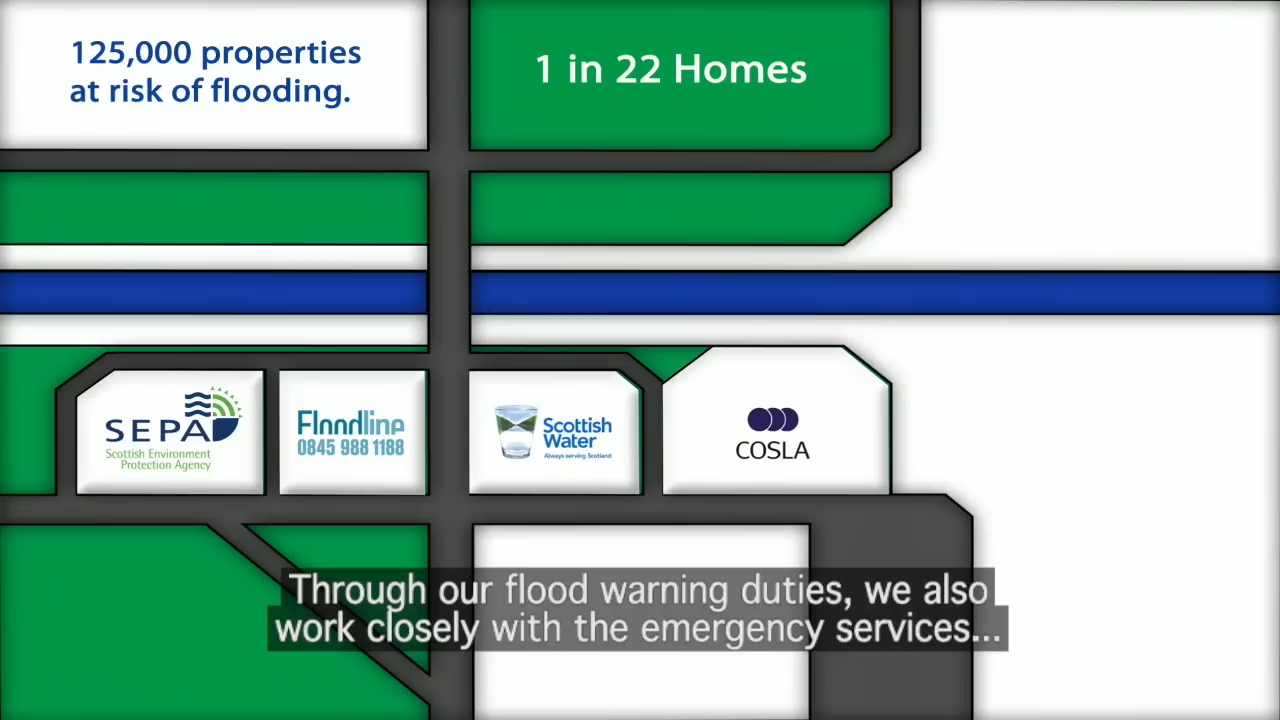 125,000 properties
at risk of flooding.
1 in 22 Homes
SEPA
Scottish Environment
Protection Agency
Floodline
0845 988 1188
Scottish
Water
Always serving Scotland
COSLA
Through our flood warning duties, we also
work closely with the emergency services...